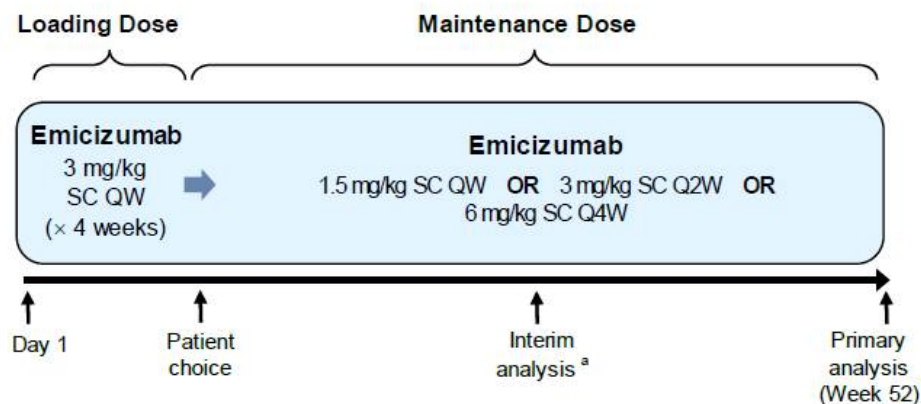 Loading Dose
Maintenance Dose
Emicizumab
3 mg/kg
SC QW
(× 4 weeks)
Emicizumab
1.5 mg/kg SC QW OR 3 mg/kg SC Q2W OR
6 mg/kg SC Q4W
Day 1
Patient
choice
Interim
analysis a
Primary
analysis
(Week 52)